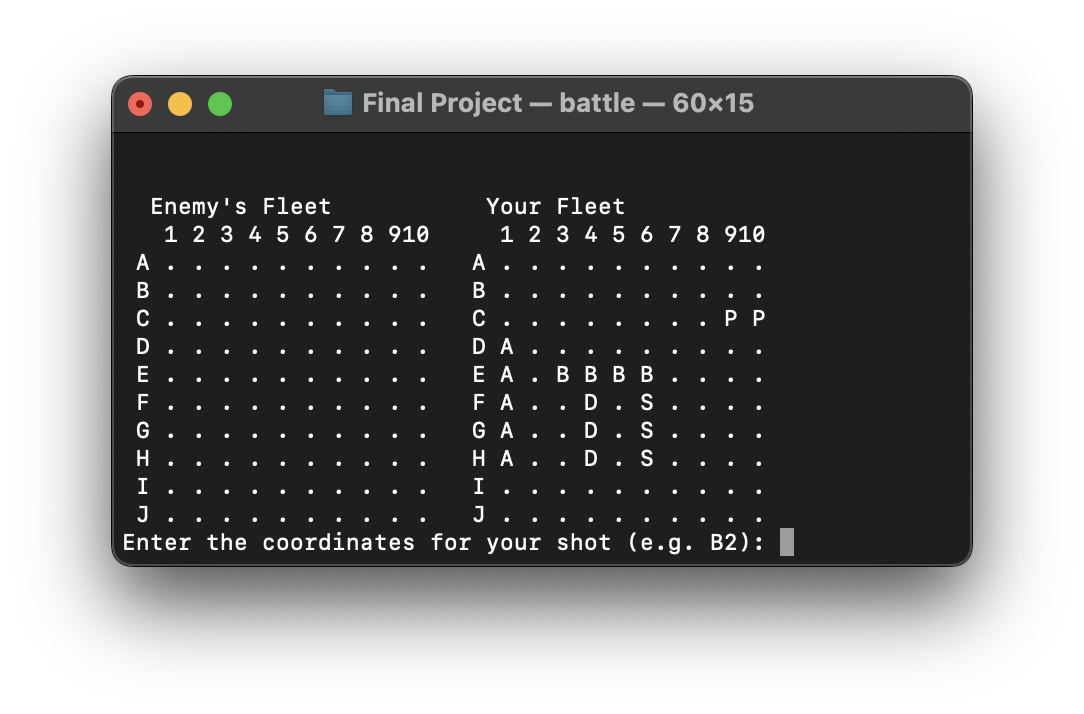 Final Project — battle — 60×15
  Enemy's Fleet           Your Fleet
   1 2 3 4 5 6 7 8 910     1 2 3 4 5 6 7 8 910
 A . . . . . . . . . .   A . . . . . . . . . .
 B . . . . . . . . . .   B . . . . . . . . . .
 C . . . . . . . . . .   C . . . . . . . . P P
 D . . . . . . . . . .   D A . . . . . . . . .
 E . . . . . . . . . .   E A . B B B B . . . .
 F . . . . . . . . . .   F A . . D . S . . . .
 G . . . . . . . . . .   G A . . D . S . . . .
 H . . . . . . . . . .   H A . . D . S . . . .
 I . . . . . . . . . .   I . . . . . . . . . .
 J . . . . . . . . . .   J . . . . . . . . . .
Enter the coordinates for your shot (e.g. B2):